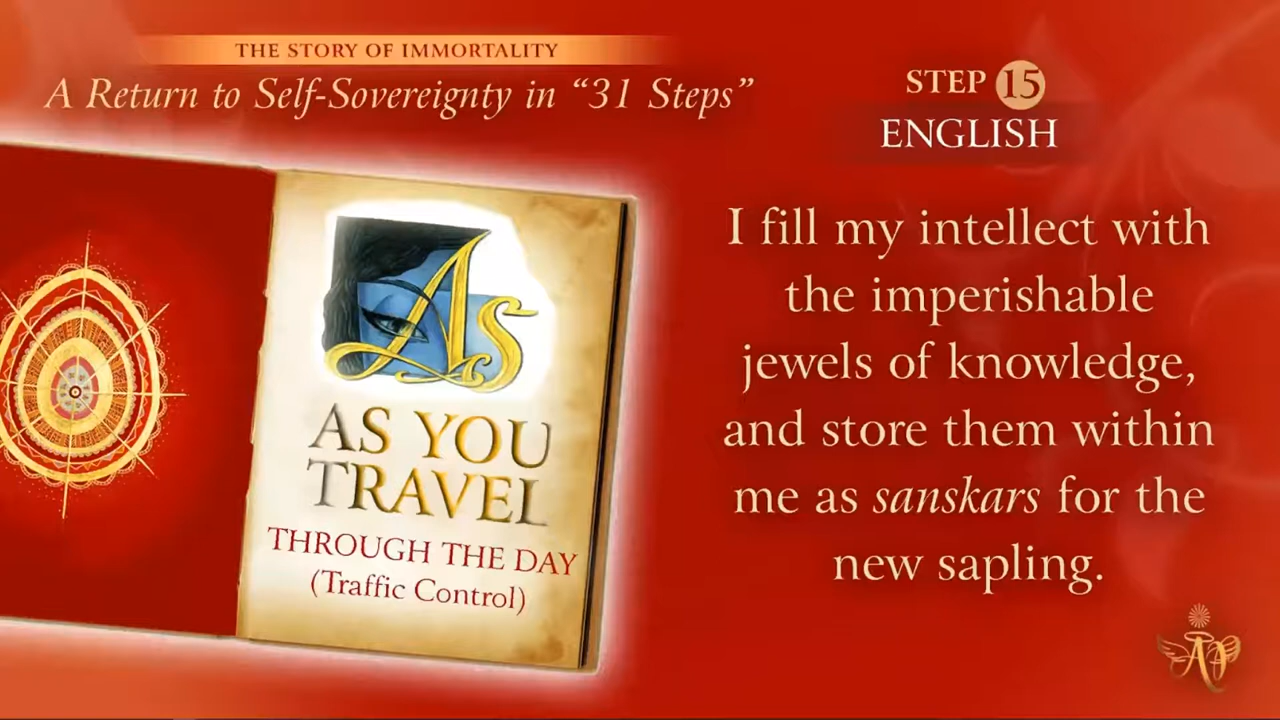 THE STORY OF IMMORTALITY
A Return to Self-Sovereignty in “31 Steps”
STEP 15
ENGLISH
As
AS YOU
TRAVEL
THROUGH THE DAY
(Traffic Control)
I fill my intellect with
the imperishable
jewels of knowledge,
and store them within
me as sanskars for the
new sapling.